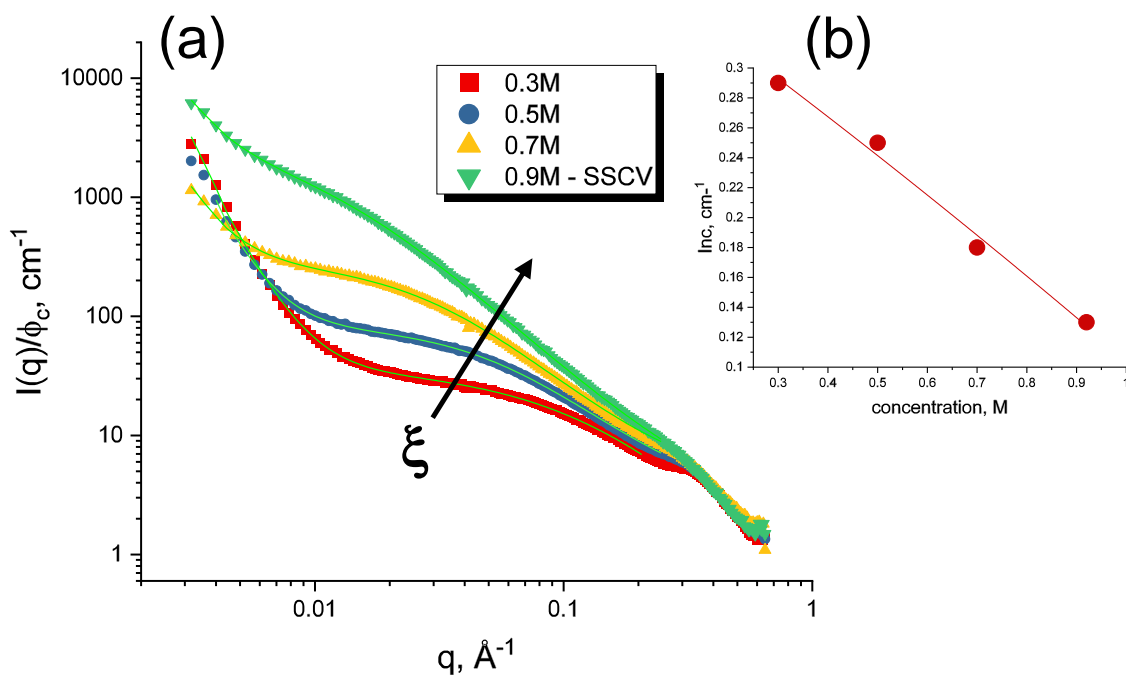 (a)
I(q)/ϕc, cm-1
10000
1000
100
10
1
0.01
0.1
1
q, Å-1
0.3M
0.5M
0.7M
0.9M - SSCV
ξ
(b)
Inc, cm-1
0.3
0.28
0.26
0.24
0.22
0.2
0.18
0.16
0.14
0.12
0.1
0.3
0.4
0.5
0.6
0.7
0.8
0.9
1
concentration, M